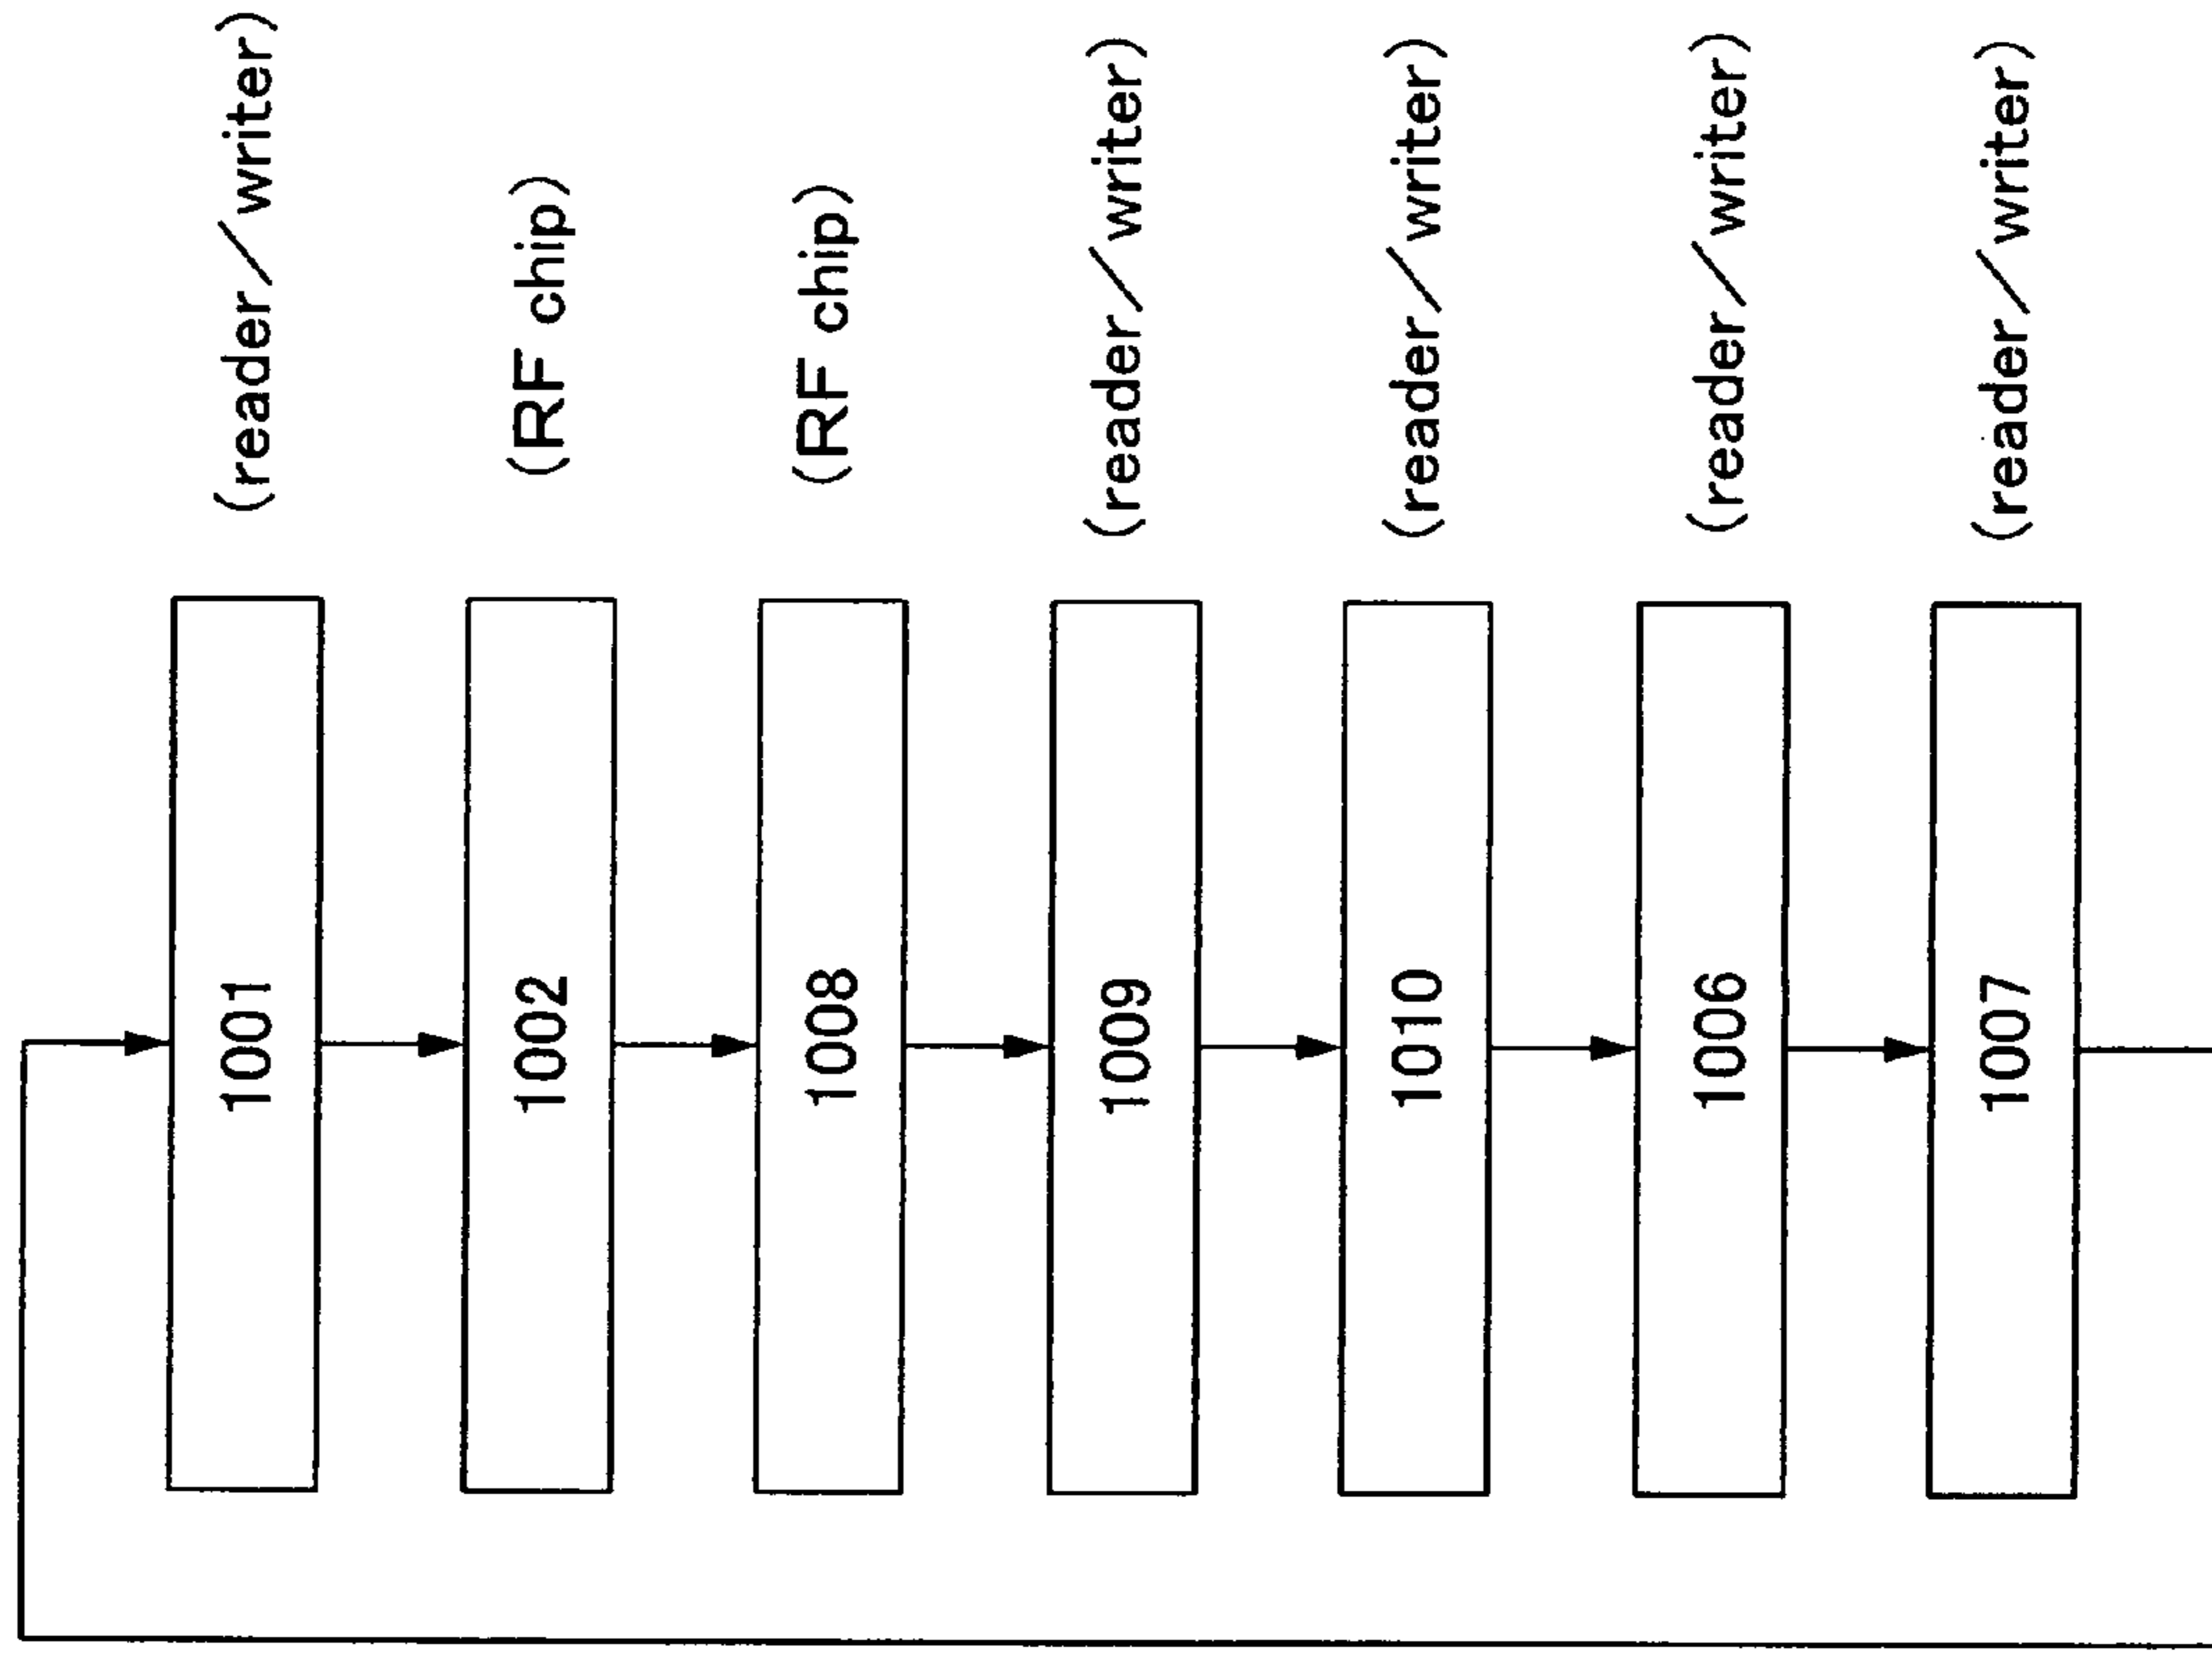 1001 (reader/writer)
1002 (RF chip)
1008 (RF chip)
1009 (reader/writer)
1010 (reader/writer)
1006 (reader/writer)
1007 (reader/writer)